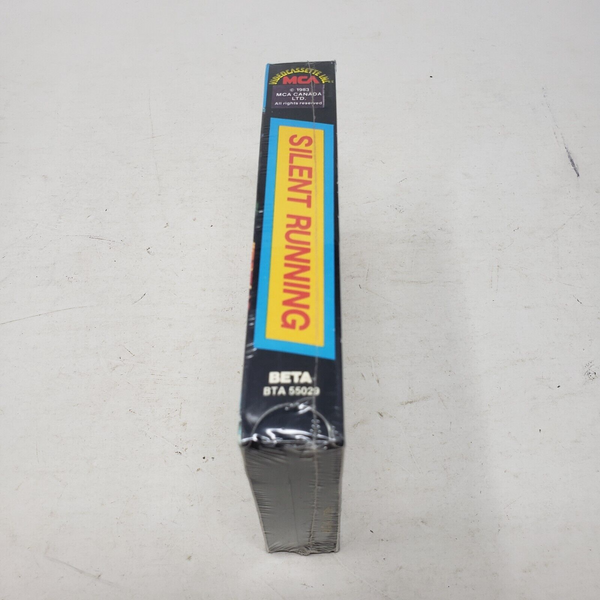 VIDEOCASSETTE INC.
MCA
© 1983
MCA CANADA
LTD.
All rights reserved
SILENT RUNNING
BETA
BTA 55029